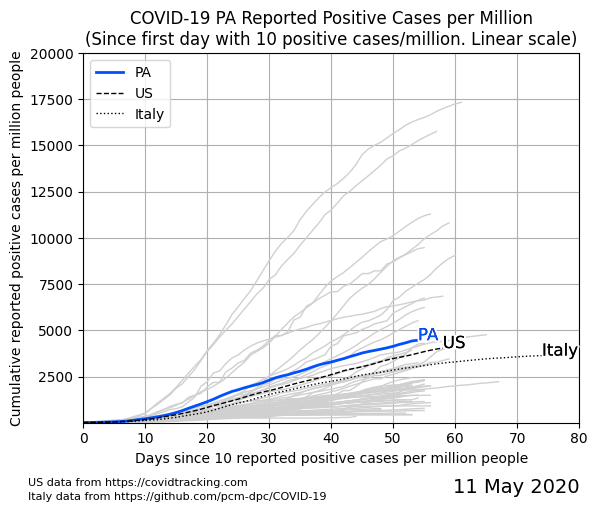 COVID-19 PA Reported Positive Cases per Million
(Since first day with 10 positive cases/million. Linear scale)
Cumulative reported positive cases per million people
20000
17500
15000
12500
10000
7500
5000
2500
PA
US
Italy
PA
US
Italy
0 10 20 30 40 50 60 70 80
Days since 10 reported positive cases per million people
US data from https://covidtracking.com
Italy data from https://github.com/pcm-dpc/COVID-19
11 May 2020